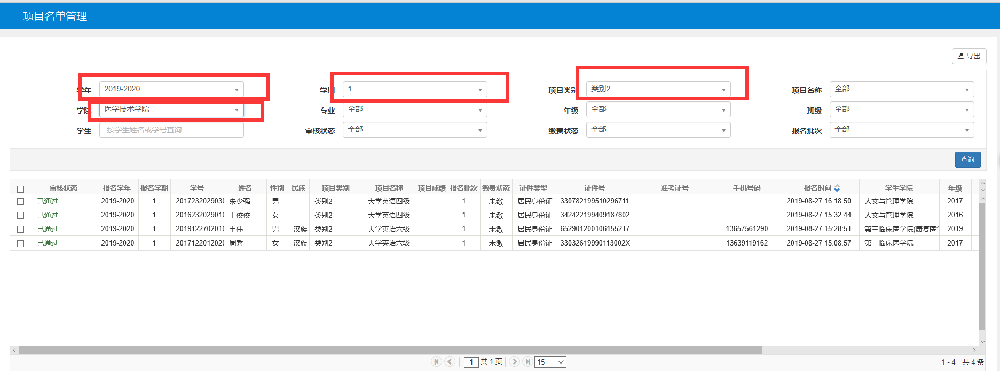 项目名单管理
导出
学年 2019-2020 学期 1 项目类别 类别2 项目名称 全部
学院 医学技术学院 专业 全部 年级 全部 班级 全部
学生 按学生姓名或学号查询 审核状态 全部 缴费状态 全部 报名批次 全部
查询
审核状态 报名学年 报名学期 学号 姓名 性别 民族 项目类别 项目名称 项目成绩 报名批次 缴费状态 证件类型 证件号 准考证号 手机号码 报名时间 学生学院 年级
已通过 2019-2020 1 201723202903 朱少强 男 类别2 大学英语四级 1 未缴 居民身份证 330782199510296711 2019-08-27 16:18:50 人文与管理学院 2017
已通过 2019-2020 1 201623202901 王佼佼 女 类别2 大学英语四级 1 未缴 居民身份证 342422199409187802 2019-08-27 15:32:44 人文与管理学院 2016
已通过 2019-2020 1 201912270201 王伟 男 汉族 类别2 大学英语六级 1 未缴 居民身份证 652901200106155217 13657561290 2019-08-27 15:28:51 第三临床医学院(康复医学 2019
已通过 2019-2020 1 201712201202 周秀 女 汉族 类别2 大学英语六级 1 未缴 居民身份证 33032619990113002X 13639119162 2019-08-27 15:08:57 第一临床医学院 2017
1 共 1 页 15 1 - 4 共 4 条